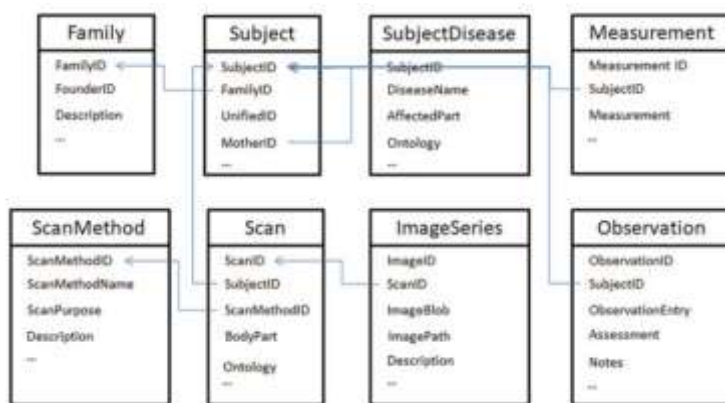 Family
FamilyID
FounderID
Description
...
Subject
SubjectID
FamilyID
UnifiedID
MotherID
...
SubjectDisease
SubjectID
DiseaseName
AffectedPart
Ontology
...
Measurement
Measurement ID
SubjectID
Measurement
...
ScanMethod
ScanMethodID
ScanMethodName
ScanPurpose
Description
...
Scan
ScanID
SubjectID
ScanMethodID
BodyPart
Ontology
...
ImageSeries
ImageID
ScanID
ImageBlob
ImagePath
Description
...
Observation
ObservationID
SubjectID
ObservationEntry
Assessment
Notes
...